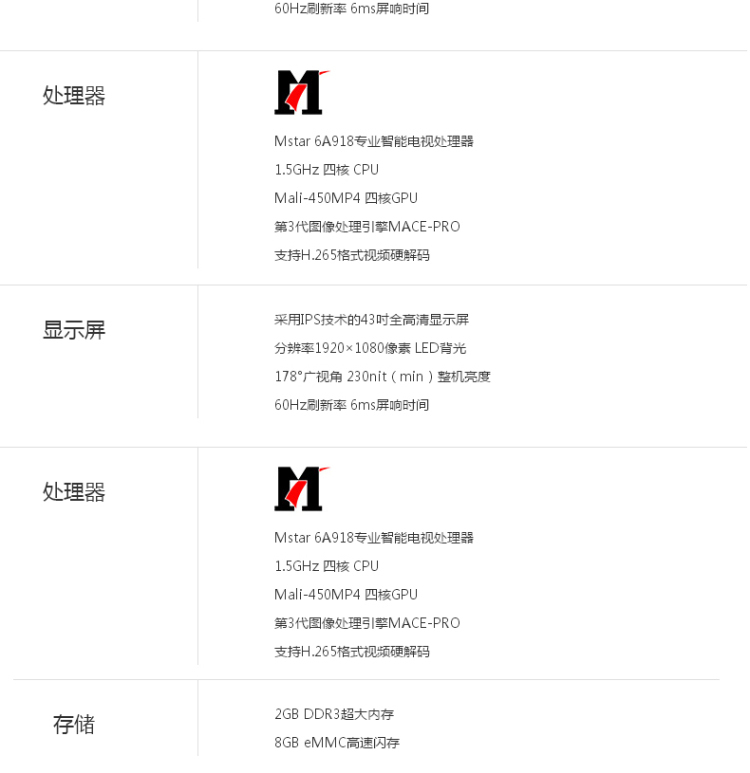 60Hz刷新率 6ms屏响时间
处理器
Mstar 6A918专业智能电视处理器
1.5GHz 四核 CPU
Mali-450MP4 四核GPU
第3代图像处理引擎MACE-PRO
支持H.265格式视频硬解码
显示屏
采用IPS技术的43吋全高清显示屏
分辨率1920×1080像素 LED背光
178°广视角 230nit（min）整机亮度
60Hz刷新率 6ms屏响时间
处理器
Mstar 6A918专业智能电视处理器
1.5GHz 四核 CPU
Mali-450MP4 四核GPU
第3代图像处理引擎MACE-PRO
支持H.265格式视频硬解码
存储
2GB DDR3超大内存
8GB eMMC高速闪存